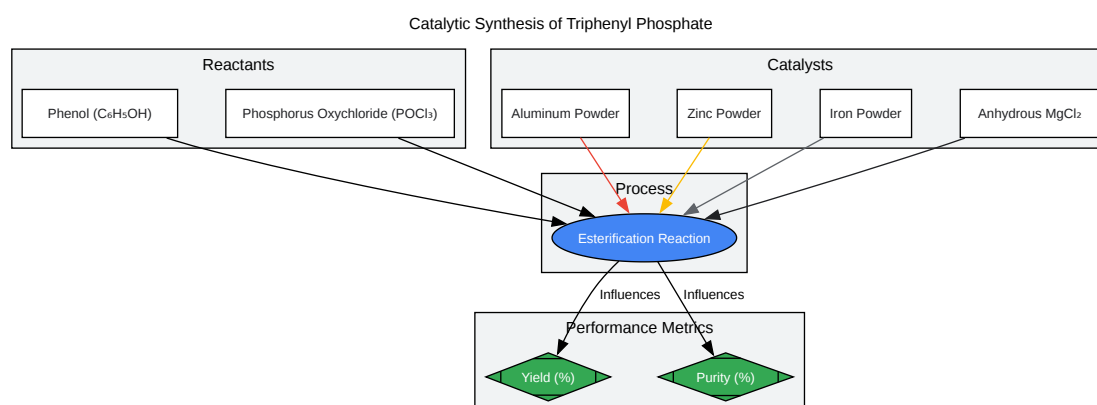 Catalytic Synthesis of Triphenyl Phosphate
Reactants
Catalysts
Phenol (C₆H₅OH)
Phosphorus Oxychloride (POCl₃)
Aluminum Powder
Zinc Powder
Iron Powder
Anhydrous MgCl₂
Process
Esterification Reaction
Influences
Influences
Performance Metrics
Yield (%)
Purity (%)